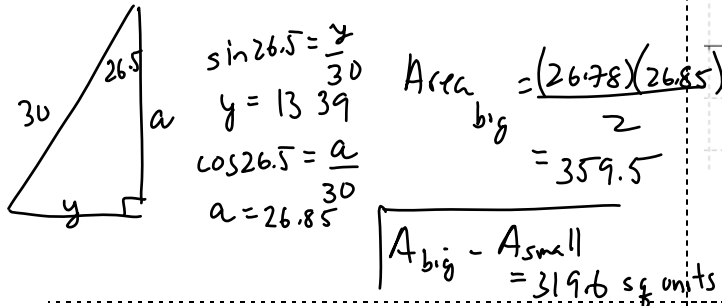 26.5
30
a
y
sin26.5 = y/30
y = 13 39
cos26.5 = a/30
a = 26.85
Area big = (26.78)(26.85)/2
= 359.5
A big - A small
= 319.6 sq units